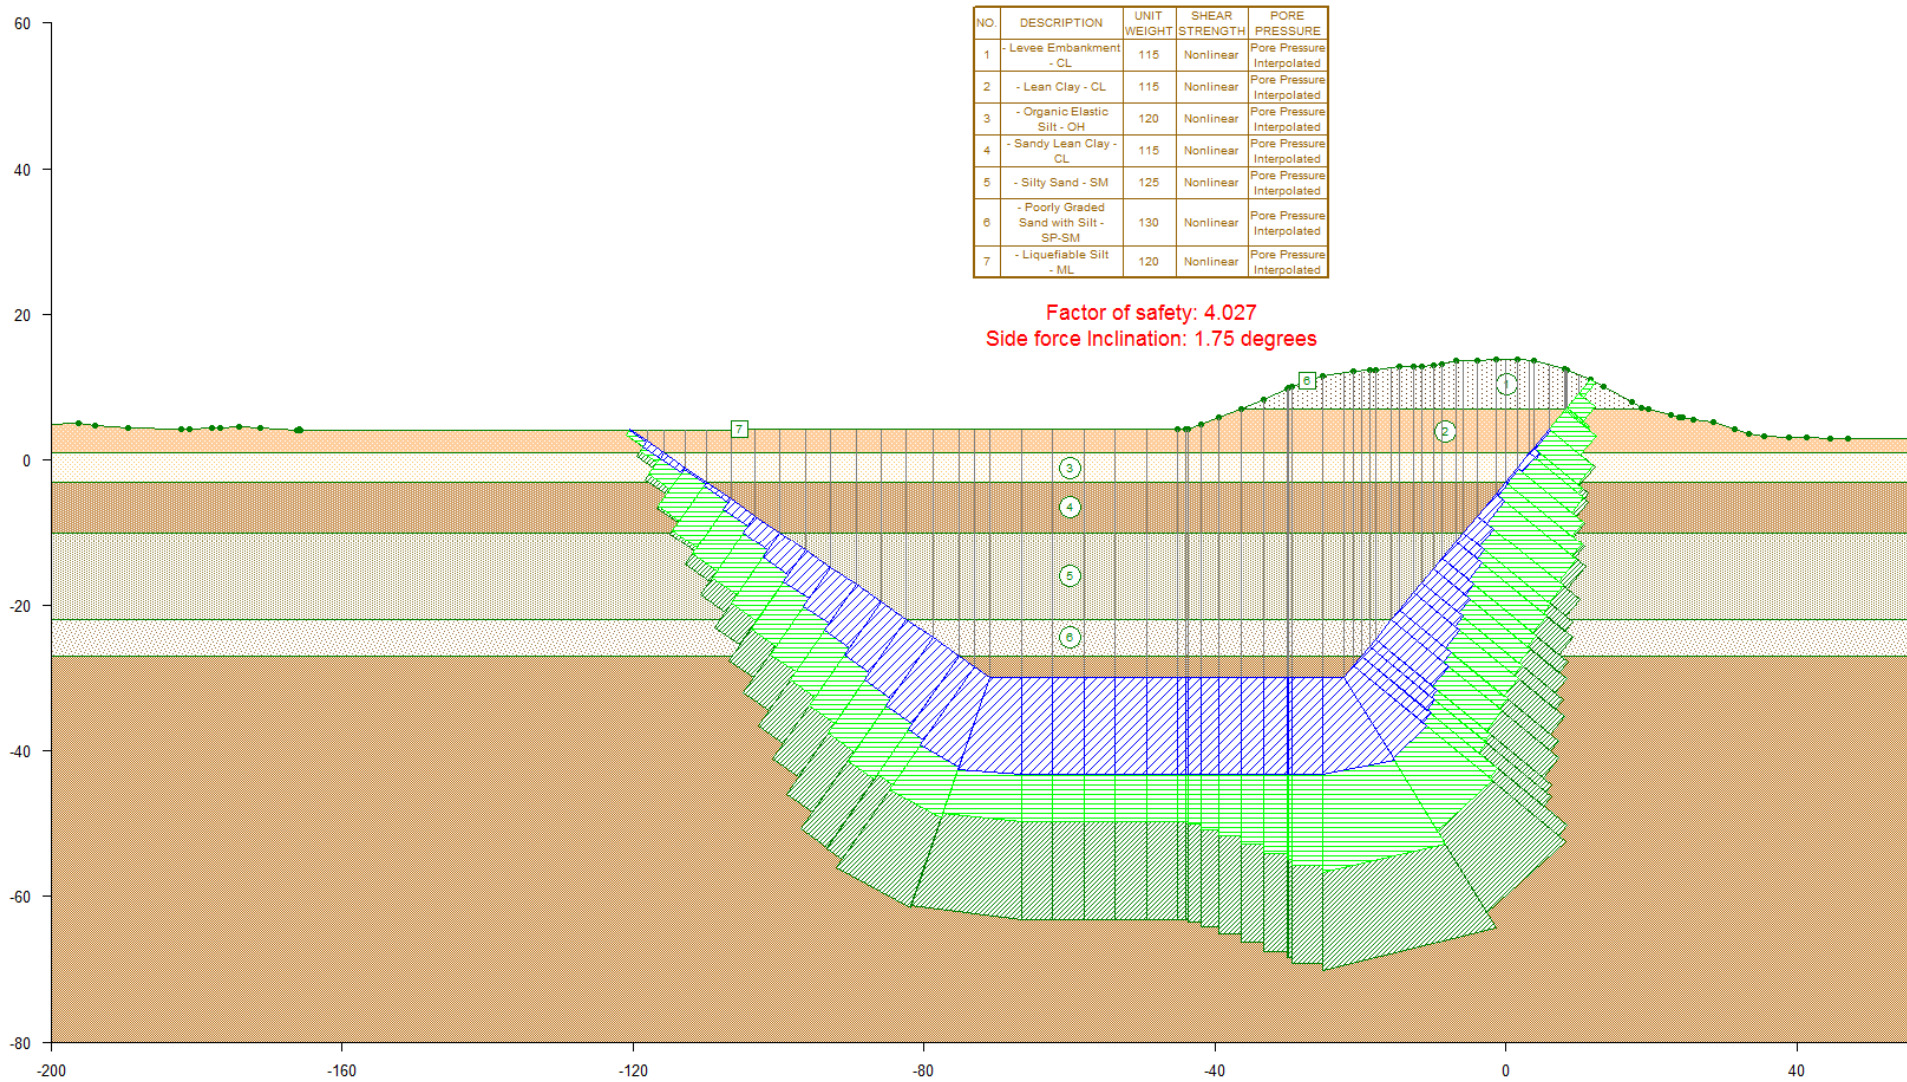 60
40
20
0
-20
-40
-60
-80
-200
-160
-120
-80
-40
0
40
NO. DESCRIPTION UNIT WEIGHT SHEAR STRENGTH PORE PRESSURE
1 - Levee Embankment - CL 115 Nonlinear Pore Pressure Interpolated
2 - Lean Clay - CL 115 Nonlinear Pore Pressure Interpolated
3 - Organic Elastic Silt - OH 120 Nonlinear Pore Pressure Interpolated
4 - Sandy Lean Clay - CL 115 Nonlinear Pore Pressure Interpolated
5 - Silty Sand - SM 125 Nonlinear Pore Pressure Interpolated
6 - Poorly Graded Sand with Silt - SP-SM 130 Nonlinear Pore Pressure Interpolated
7 - Liquefiable Silt - ML 120 Nonlinear Pore Pressure Interpolated
Factor of safety: 4.027
Side force Inclination: 1.75 degrees
6
1
7
2
3
4
5
6